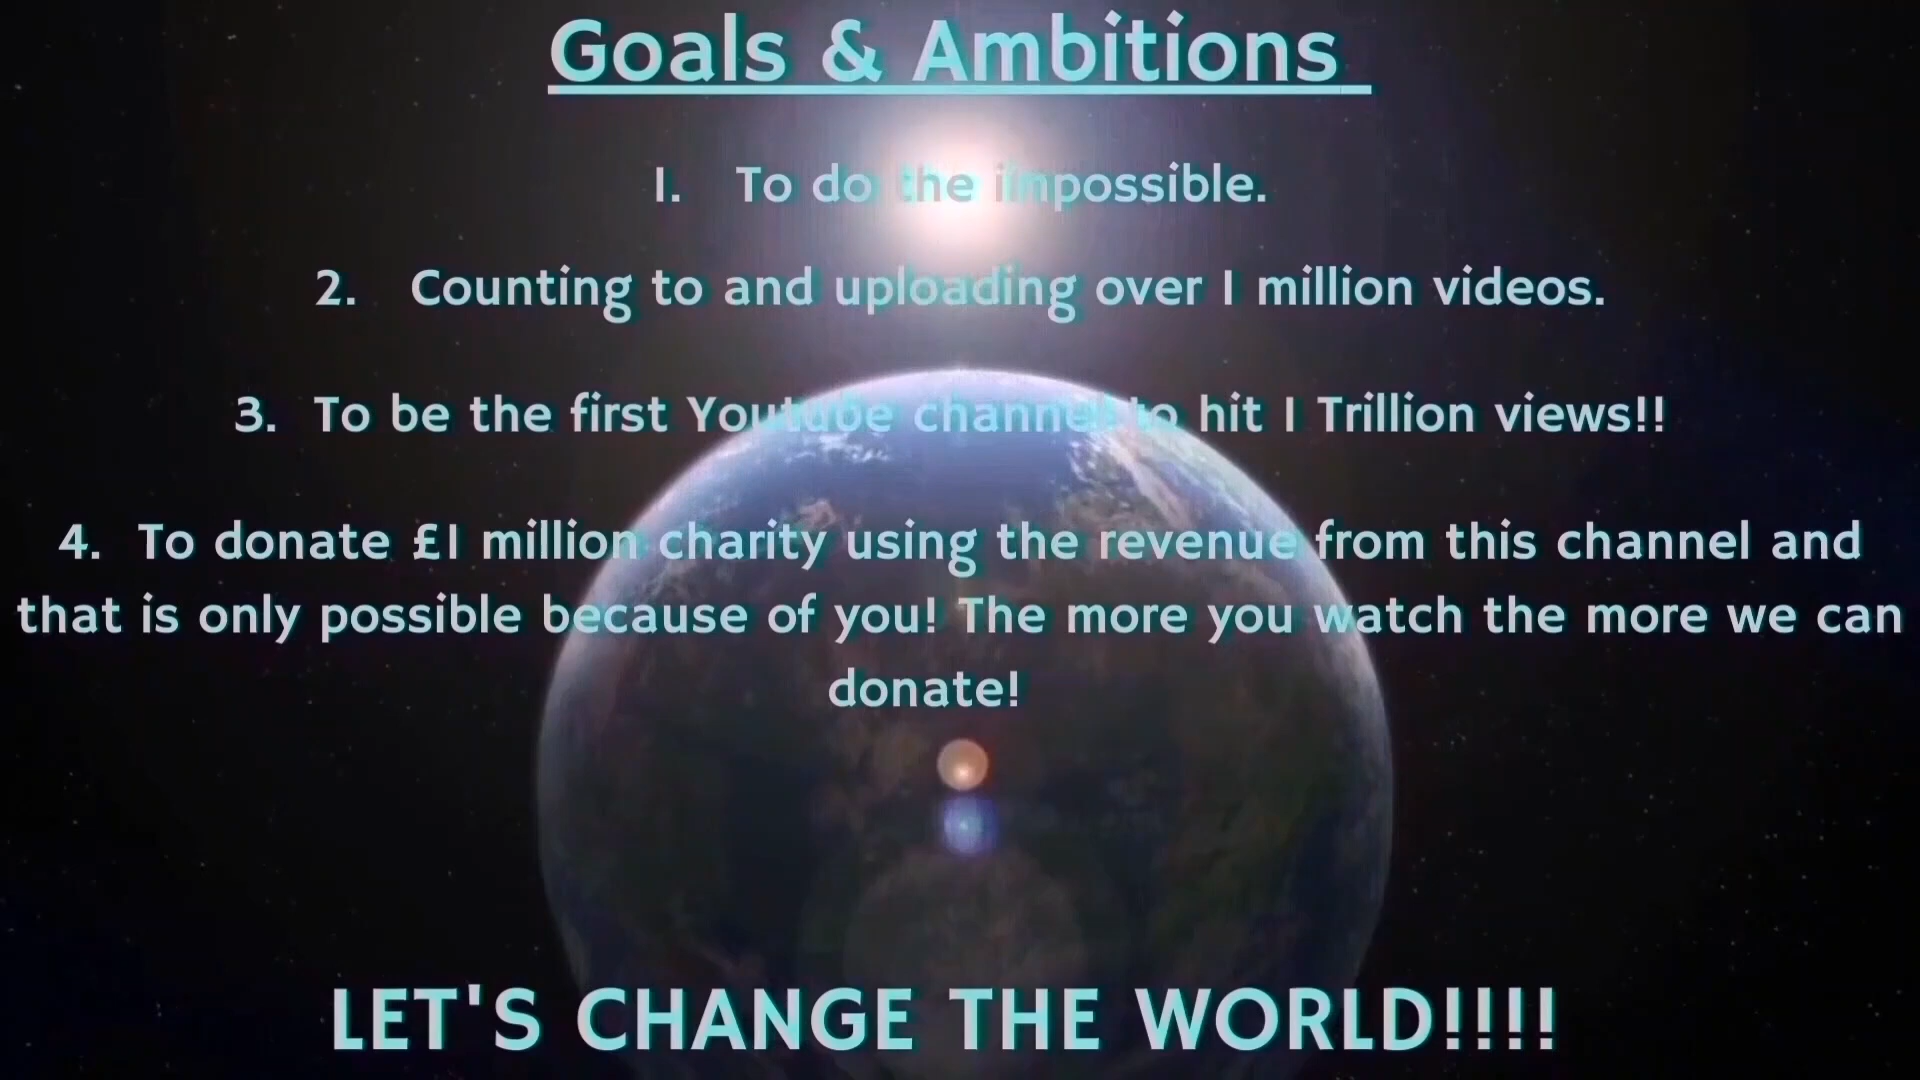 Goals & Ambitions
1. To do the impossible.
2. Counting to and uploading over 1 million videos.
3. To be the first Youtube channel to hit 1 Trillion views!!
4. To donate £1 million charity using the revenue from this channel and
that is only possible because of you! The more you watch the more we can
donate!
LET'S CHANGE THE WORLD!!!!